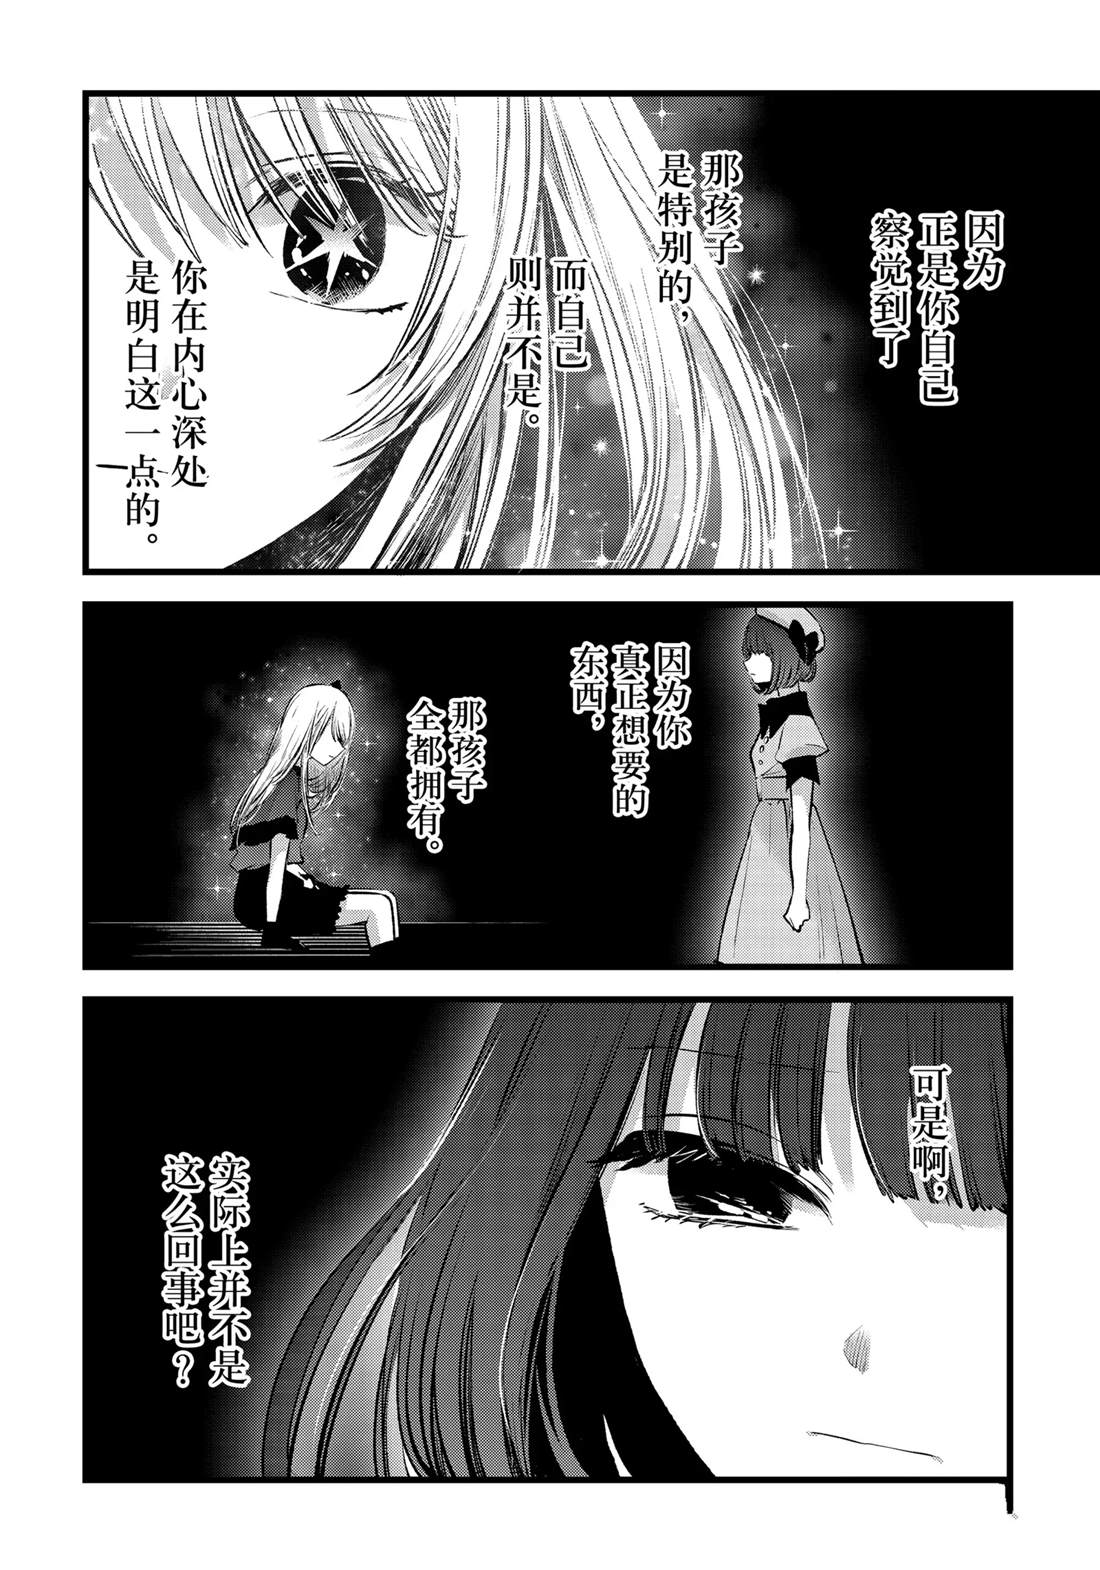 因为
正是你自己
察觉到了
那孩子
是特别的，
而自己
则并不是。
你在内心深处
是明白这一点的。
因为你
真正想要的
东西，
那孩子
全都拥有。
可是啊，
实际上并不是
这么回事吧？